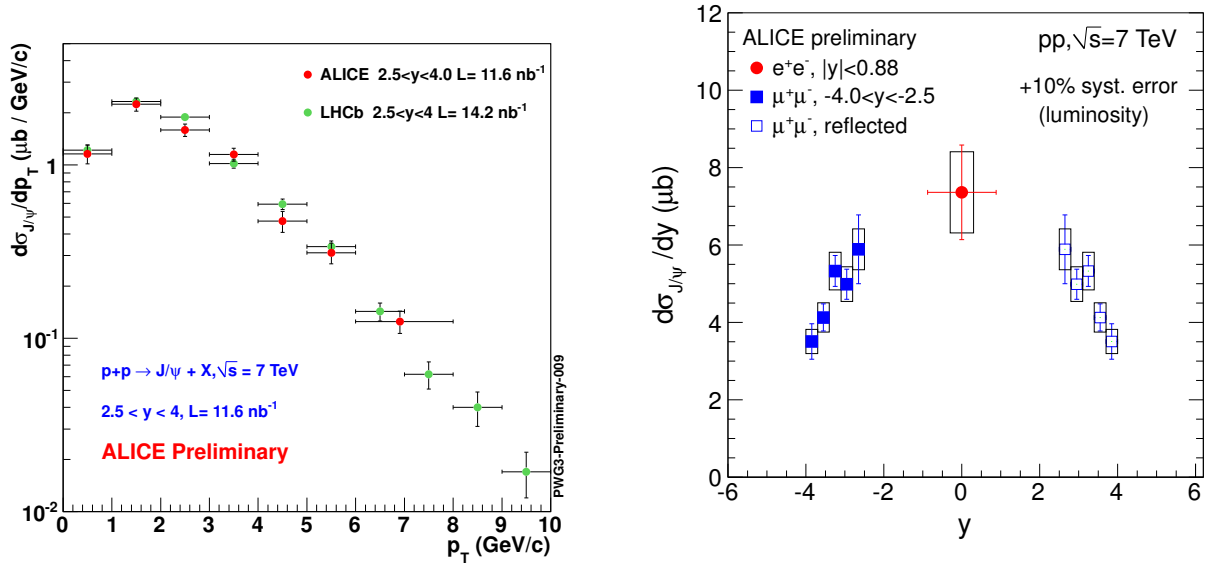 ALICE 2.5<y<4.0 L= 11.6 nb⁻¹
LHCb 2.5<y<4 L= 14.2 nb⁻¹
dσ_J/ψ/dp_T (μb / GeV/c)
1
10⁻¹
10⁻²
p+p → J/ψ + X,√s = 7 TeV
2.5 < y < 4, L= 11.6 nb⁻¹
ALICE Preliminary
PWG3-Preliminary-009
0 1 2 3 4 5 6 7 8 9 10
p_T (GeV/c)
ALICE preliminary
e⁺e⁻, |y|<0.88
μ⁺μ⁻, -4.0<y<-2.5
μ⁺μ⁻, reflected
pp,√s=7 TeV
+10% syst. error
(luminosity)
dσ_J/ψ /dy (μb)
12
10
8
6
4
2
0
-6 -4 -2 0 2 4 6
y